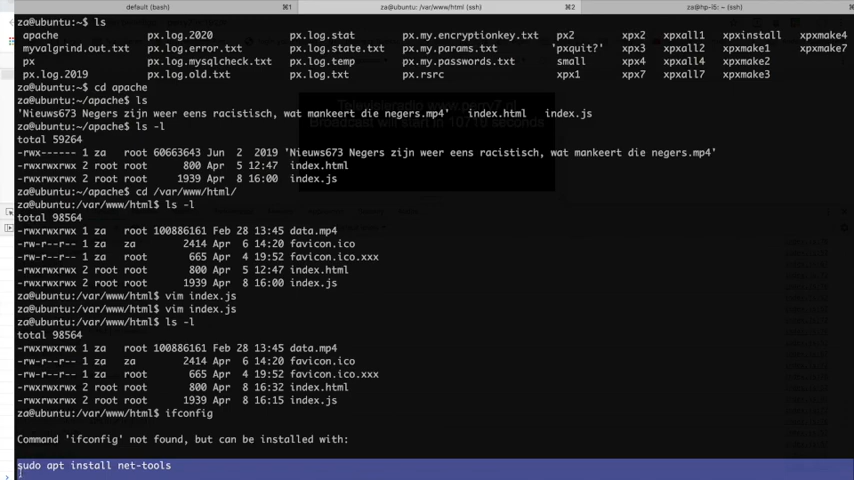 default (bash) ⌘1 za@ubuntu: /var/www/html (ssh) ⌘2 za@hp-i5: ~ (ssh)
za@ubuntu:~$ ls
apache px.log.2020 px.log.stat px.my.encryptionkey.txt px2 xpx2 xpxall1 xpxinstall xpxmake4
myvalgrind.out.txt px.log.error.txt px.log.state.txt px.my.params.txt 'pxquit?' xpx3 xpxall2 xpxmake1 xpxmake7
px px.log.mysqlcheck.txt px.log.temp px.my.passwords.txt small xpx4 xpxall4 xpxmake2
px.log.2019 px.log.old.txt px.log.txt px.rsrc xpx1 xpx7 xpxall7 xpxmake3
za@ubuntu:~$ cd apache
za@ubuntu:~/apache$ ls
'Nieuws673 Negers zijn weer eens racistisch, wat mankeert die negers.mp4' index.html index.js
za@ubuntu:~/apache$ ls -l
total 59264
-rwx------ 1 za root 60663643 Jun 2 2019 'Nieuws673 Negers zijn weer eens racistisch, wat mankeert die negers.mp4'
-rwxrwxrwx 2 root root 800 Apr 5 12:47 index.html
-rwxrwxrwx 2 root root 1939 Apr 8 16:00 index.js
za@ubuntu:~/apache$ cd /var/www/html/
za@ubuntu:/var/www/html$ ls -l
total 98564
-rwxrwxrwx 1 za root 100886161 Feb 28 13:45 data.mp4
-rw-r--r-- 1 za za 2414 Apr 6 14:20 favicon.ico
-rw-r--r-- 1 za root 665 Apr 4 19:52 favicon.ico.xxx
-rwxrwxrwx 2 root root 800 Apr 5 12:47 index.html
-rwxrwxrwx 2 root root 1939 Apr 8 16:00 index.js
za@ubuntu:/var/www/html$ vim index.js
za@ubuntu:/var/www/html$ vim index.js
za@ubuntu:/var/www/html$ ls -l
total 98564
-rwxrwxrwx 1 za root 100886161 Feb 28 13:45 data.mp4
-rw-r--r-- 1 za za 2414 Apr 6 14:20 favicon.ico
-rw-r--r-- 1 za root 665 Apr 4 19:52 favicon.ico.xxx
-rwxrwxrwx 2 root root 800 Apr 8 16:32 index.html
-rwxrwxrwx 2 root root 1939 Apr 8 16:15 index.js
za@ubuntu:/var/www/html$ ifconfig
Command 'ifconfig' not found, but can be installed with:
sudo apt install net-tools
Broadcast will start in 10710 seconds